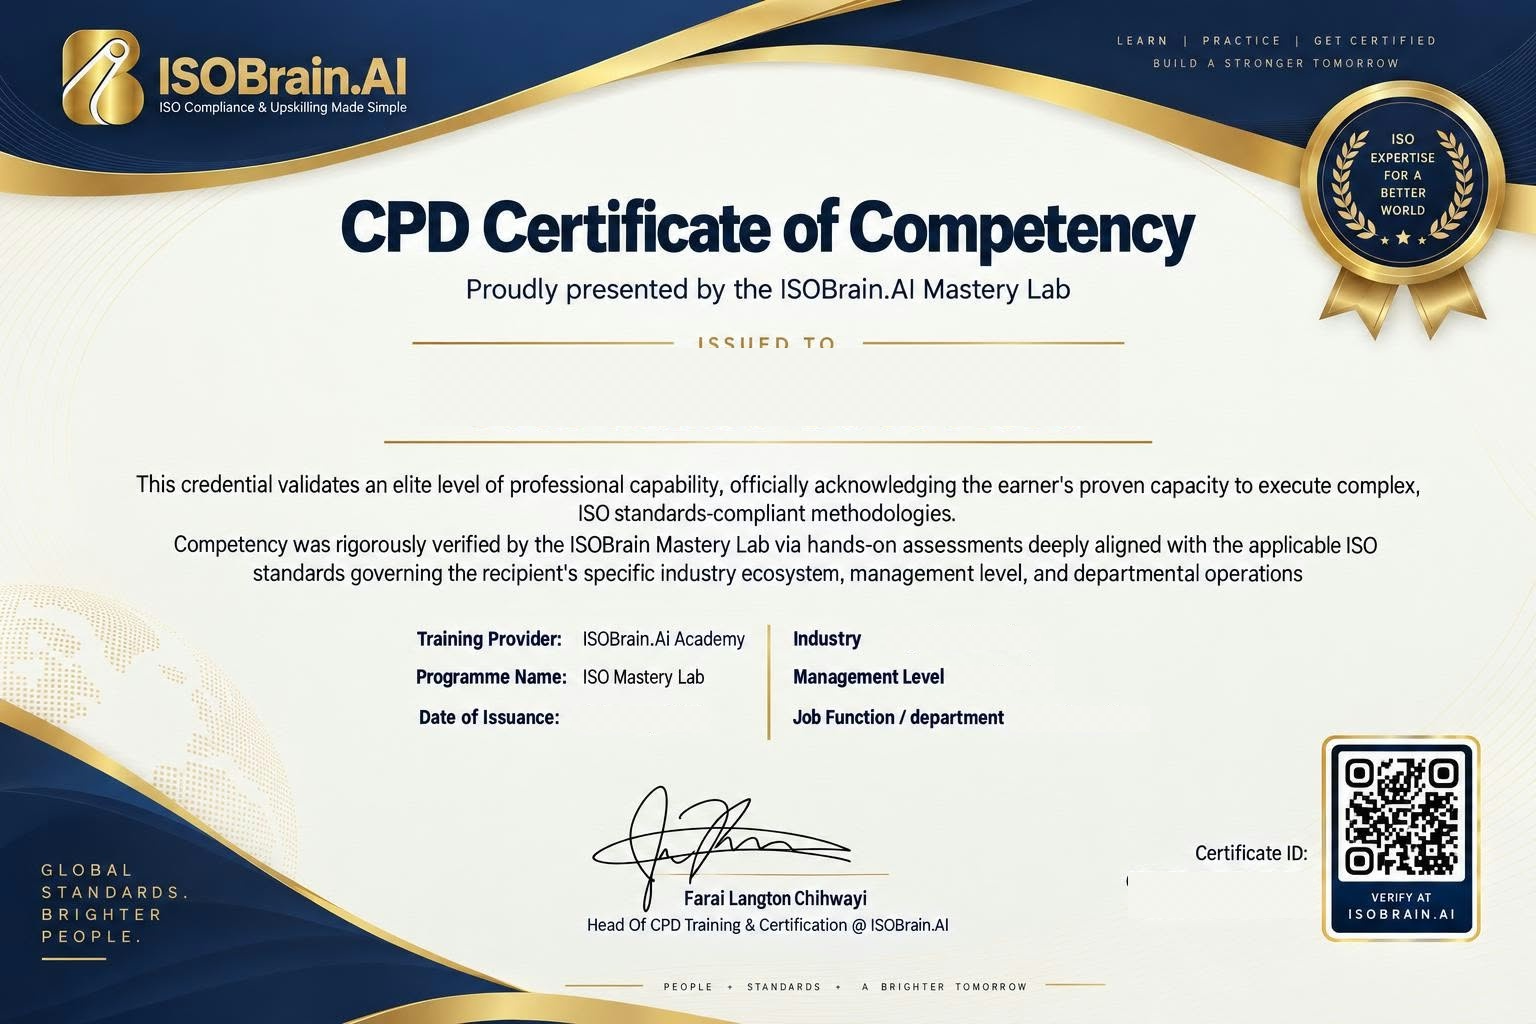 ISOBrain.AI
ISO Compliance & Upskilling Made Simple
LEARN | PRACTICE | GET CERTIFIED
BUILD A STRONGER TOMORROW
ISO
EXPERTISE
FOR A
BETTER
WORLD
CPD Certificate of Competency
Proudly presented by the ISOBrain.AI Mastery Lab
ISSUED TO
This credential validates an elite level of professional capability, officially acknowledging the earner's proven capacity to execute complex,
ISO standards-compliant methodologies.
Competency was rigorously verified by the ISOBrain Mastery Lab via hands-on assessments deeply aligned with the applicable ISO
standards governing the recipient's specific industry ecosystem, management level, and departmental operations
Training Provider: ISOBrain.Ai Academy
Programme Name: ISO Mastery Lab
Date of Issuance:
Industry
Management Level
Job Function / department
Farai Langton Chihwayi
Head Of CPD Training & Certification @ ISOBrain.AI
Certificate ID:
VERIFY AT
ISOBRAIN.AI
GLOBAL
STANDARDS.
BRIGHTER
PEOPLE.
PEOPLE + STANDARDS + A BRIGHTER TOMORROW